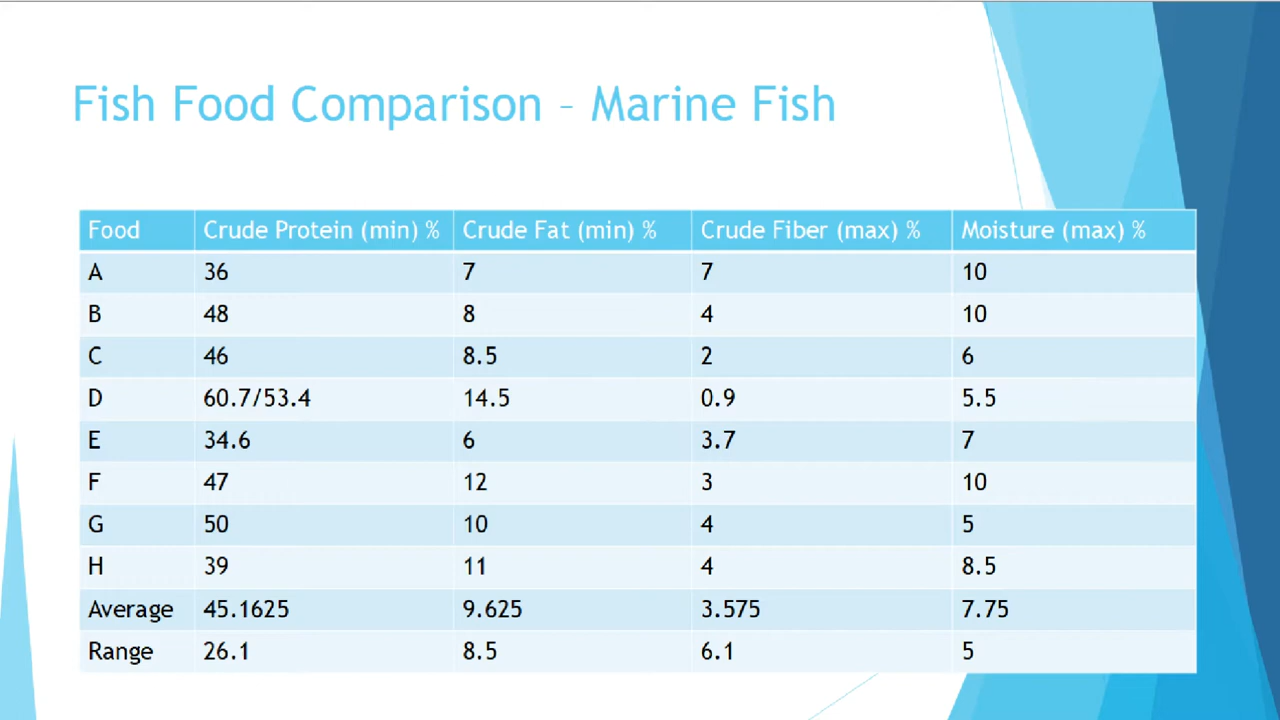 Fish Food Comparison – Marine Fish
Food Crude Protein (min) % Crude Fat (min) % Crude Fiber (max) % Moisture (max) %
A 36 7 7 10
B 48 8 4 10
C 46 8.5 2 6
D 60.7/53.4 14.5 0.9 5.5
E 34.6 6 3.7 7
F 47 12 3 10
G 50 10 4 5
H 39 11 4 8.5
Average 45.1625 9.625 3.575 7.75
Range 26.1 8.5 6.1 5